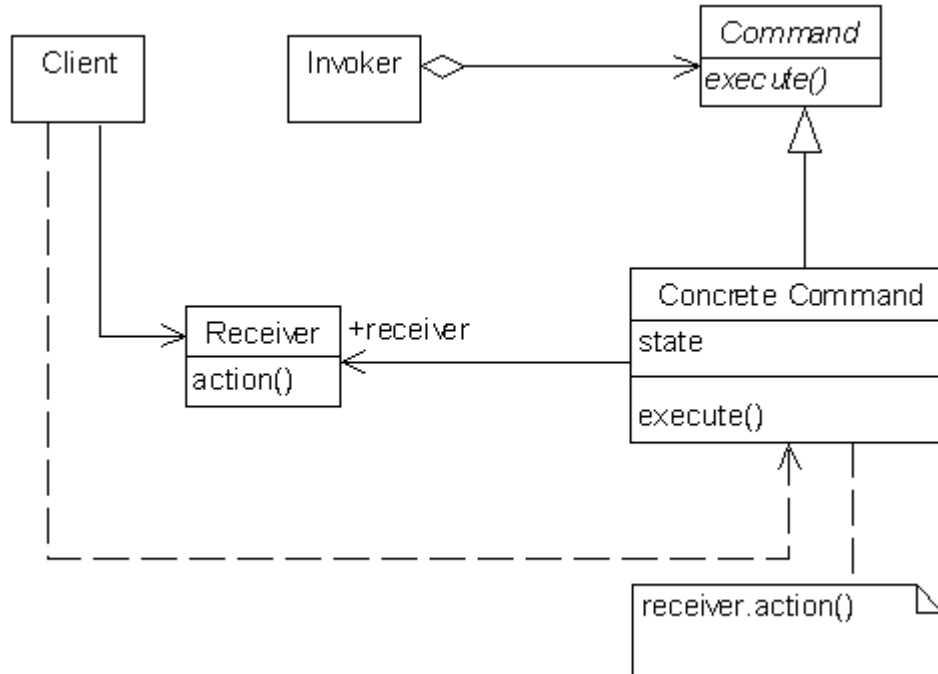 Command
Client
Invoker
execute()
Concrete Command
Receiver
+receiver
state
action()
execute()
receiver.action()